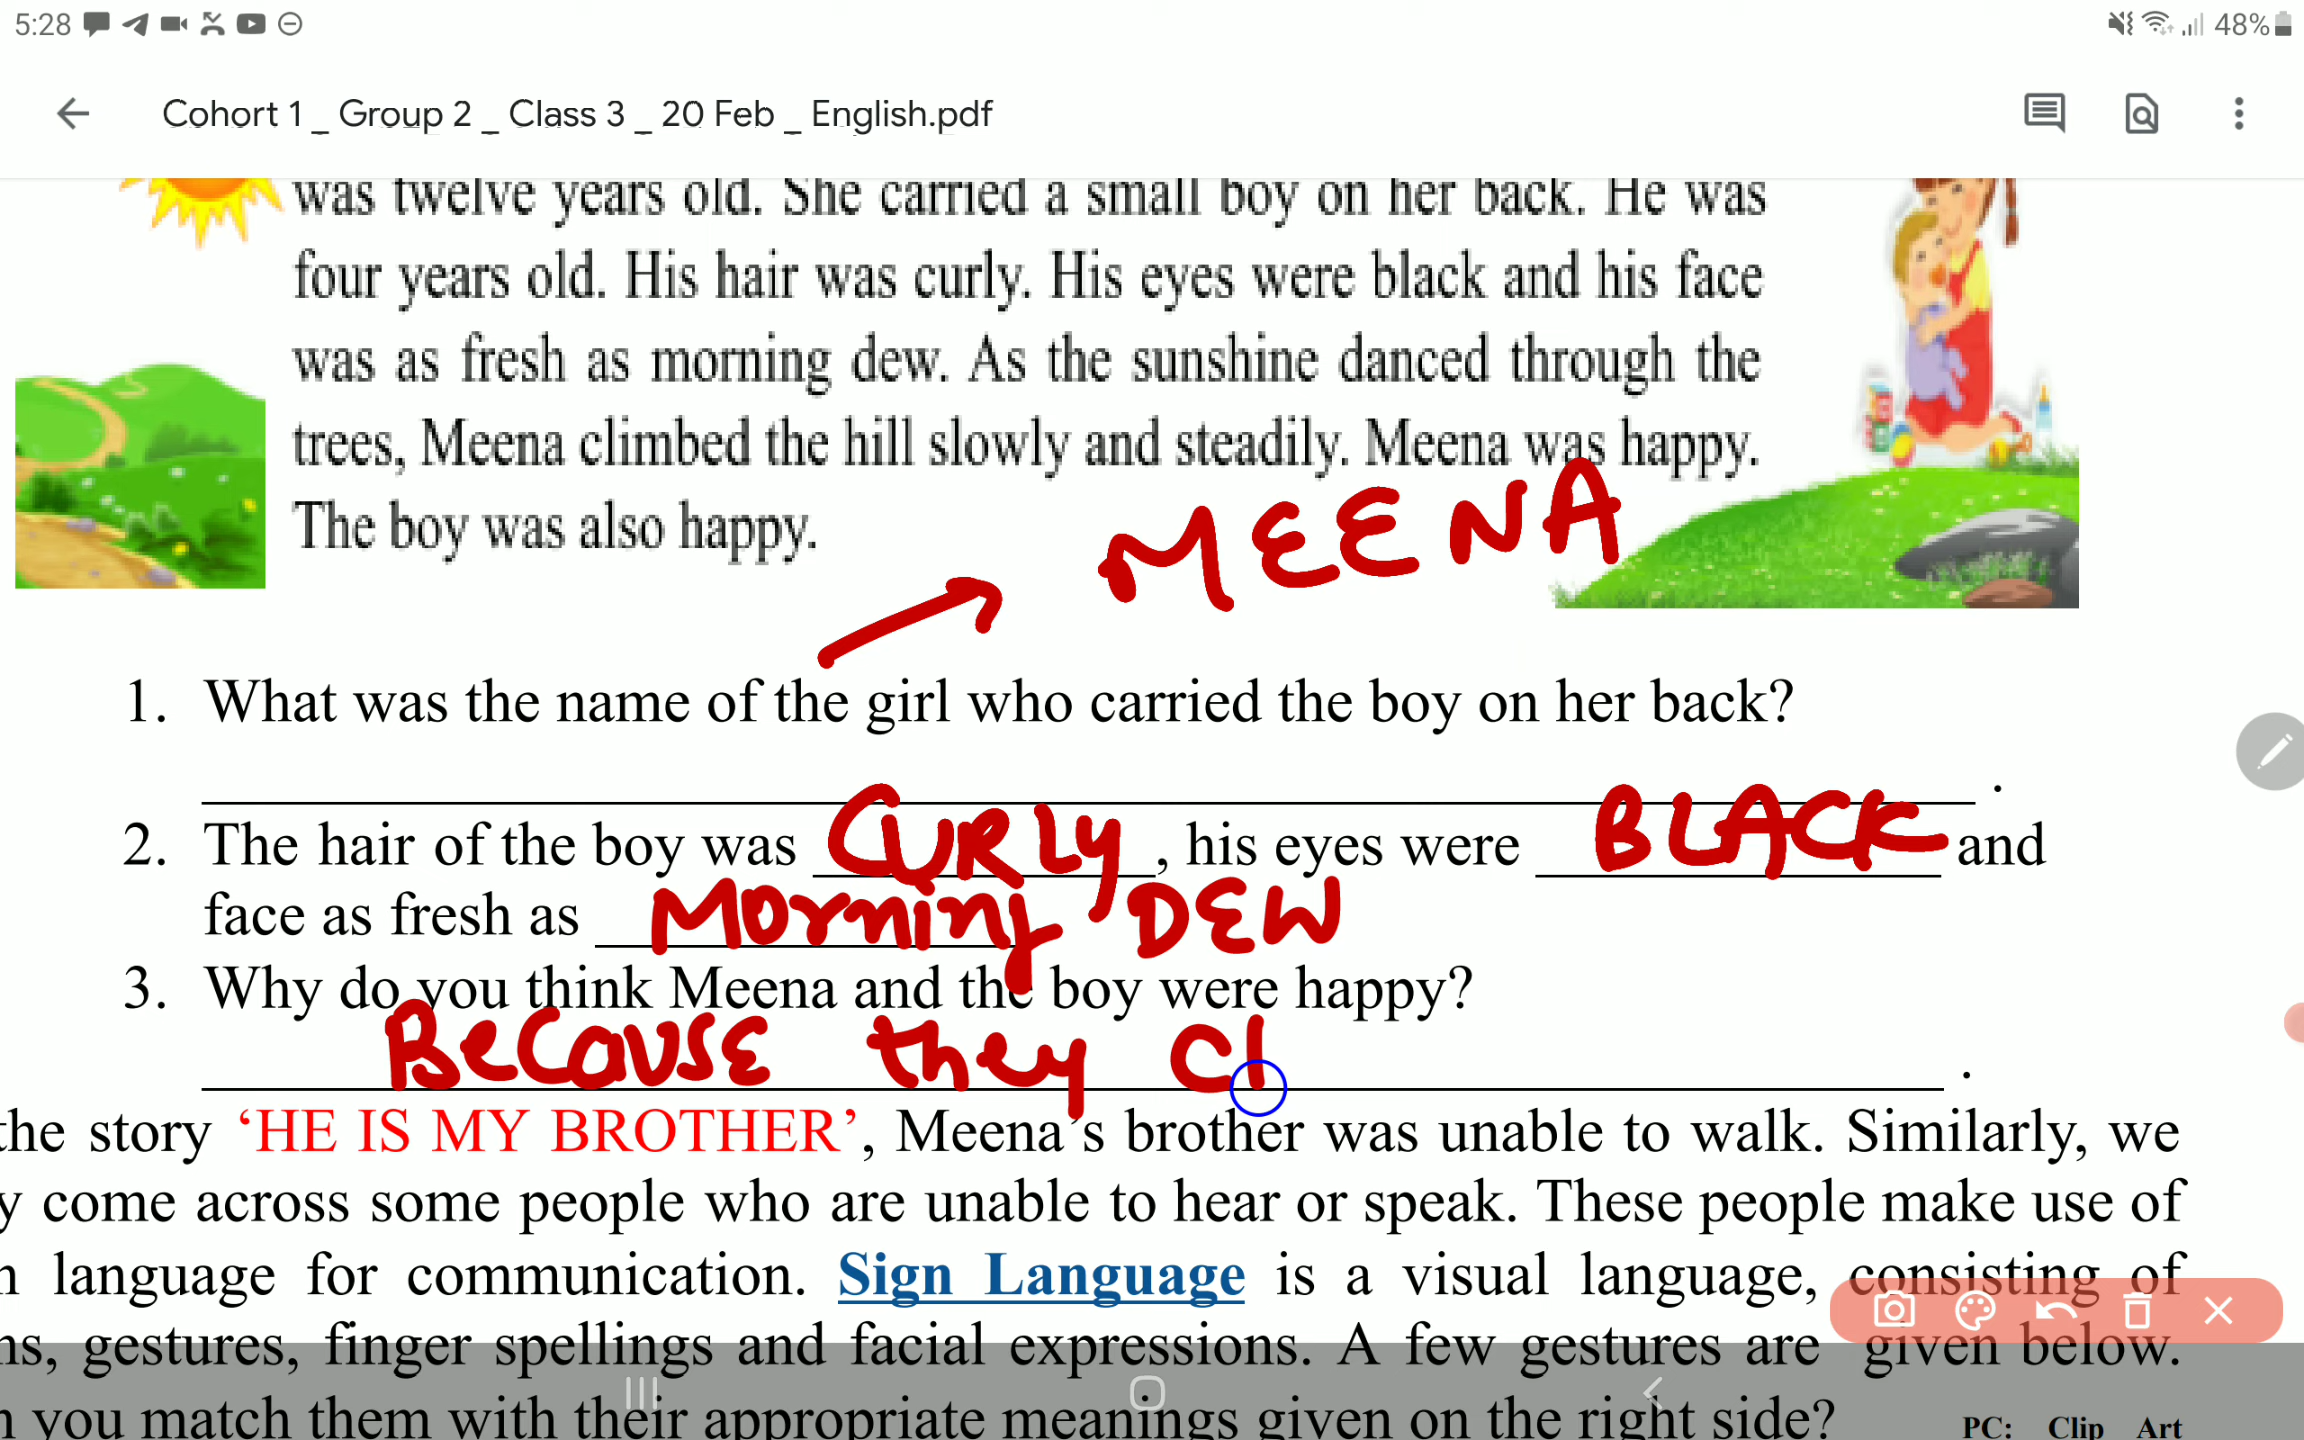 5:28 48%
Cohort 1 _ Group 2 _ Class 3 _ 20 Feb _ English.pdf
was twelve years old. She carried a small boy on her back. He was
four years old. His hair was curly. His eyes were black and his face
was as fresh as morning dew. As the sunshine danced through the
trees, Meena climbed the hill slowly and steadily. Meena was happy.
The boy was also happy.
MEENA
1. What was the name of the girl who carried the boy on her back?
2. The hair of the boy was CURLY, his eyes were BLACK and
face as fresh as Morning DEW
3. Why do you think Meena and the boy were happy?
BeCause they Cl
the story ‘HE IS MY BROTHER’, Meena’s brother was unable to walk. Similarly, we
y come across some people who are unable to hear or speak. These people make use of
language for communication. Sign Language is a visual language, consisting of
ns, gestures, finger spellings and facial expressions. A few gestures are given below.
n you match them with their appropriate meanings given on the right side? PC: Clip Art